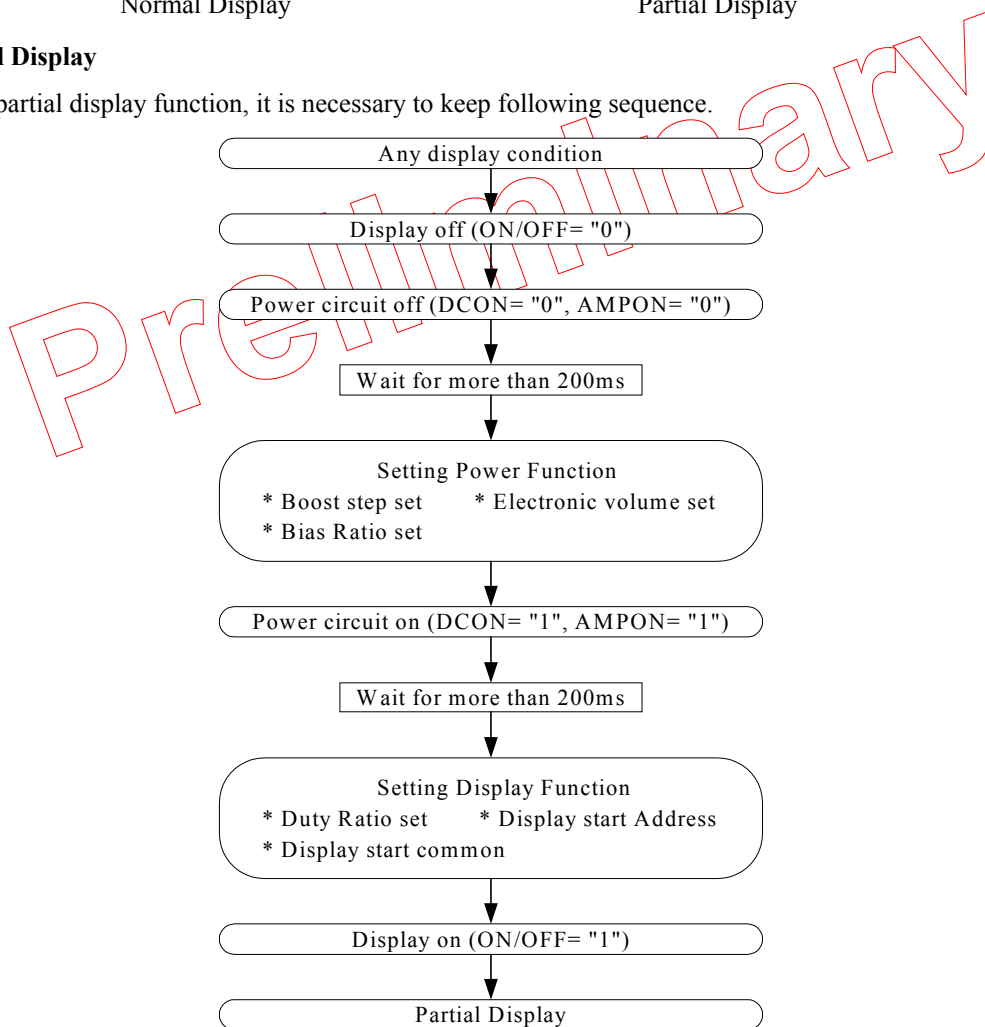 Normal Display Partial Display
l Display
partial display function, it is necessary to keep following sequence.
Preliminary
Any display condition
Display off (ON/OFF= "0")
Power circuit off (DCON= "0", AMPON= "0")
Wait for more than 200ms
Setting Power Function
* Boost step set * Electronic volume set
* Bias Ratio set
Power circuit on (DCON= "1", AMPON= "1")
Wait for more than 200ms
Setting Display Function
* Duty Ratio set * Display start Address
* Display start common
Display on (ON/OFF= "1")
Partial Display